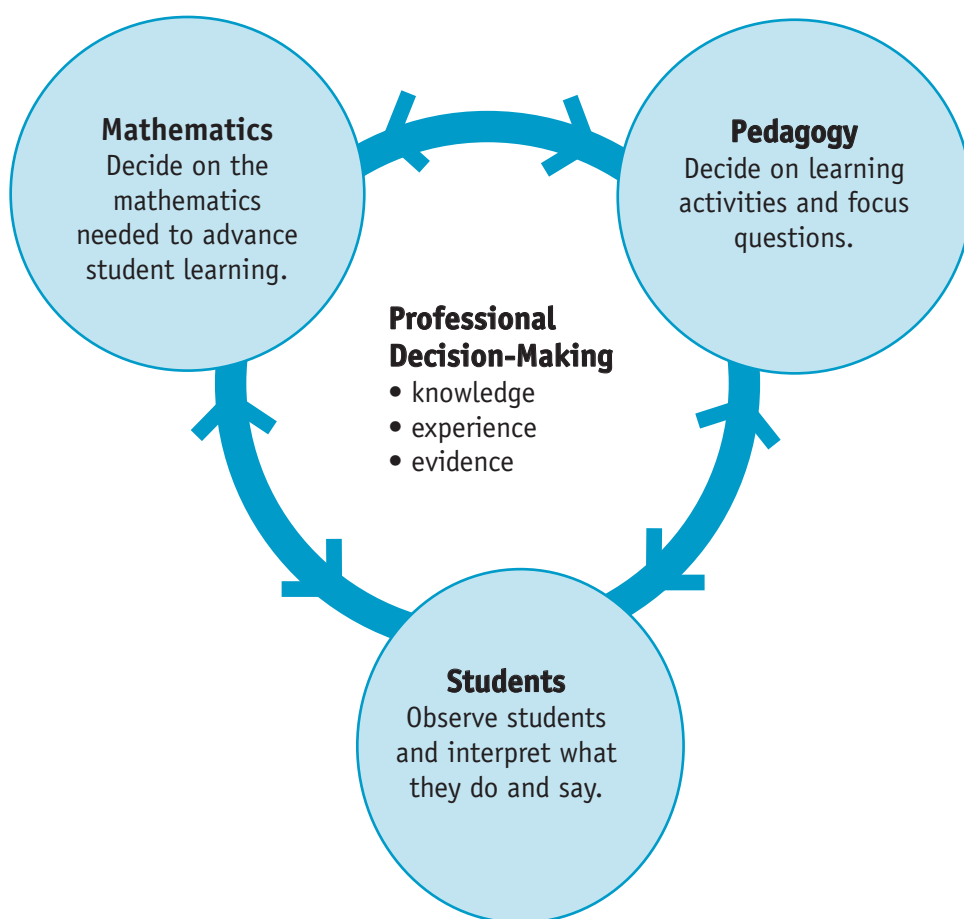 Mathematics
Decide on the
mathematics
needed to advance
student learning.
Pedagogy
Decide on learning
activities and focus
questions.
Professional
Decision-Making
• knowledge
• experience
• evidence
Students
Observe students
and interpret what
they do and say.